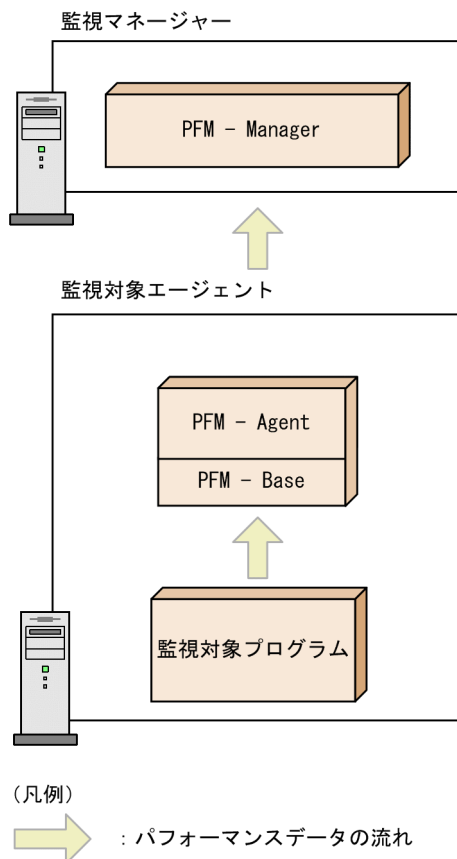 監視マネージャー
PFM − Manager
監視対象エージェント
PFM − Agent
PFM − Base
監視対象プログラム
(凡例)
：パフォーマンスデータの流れ